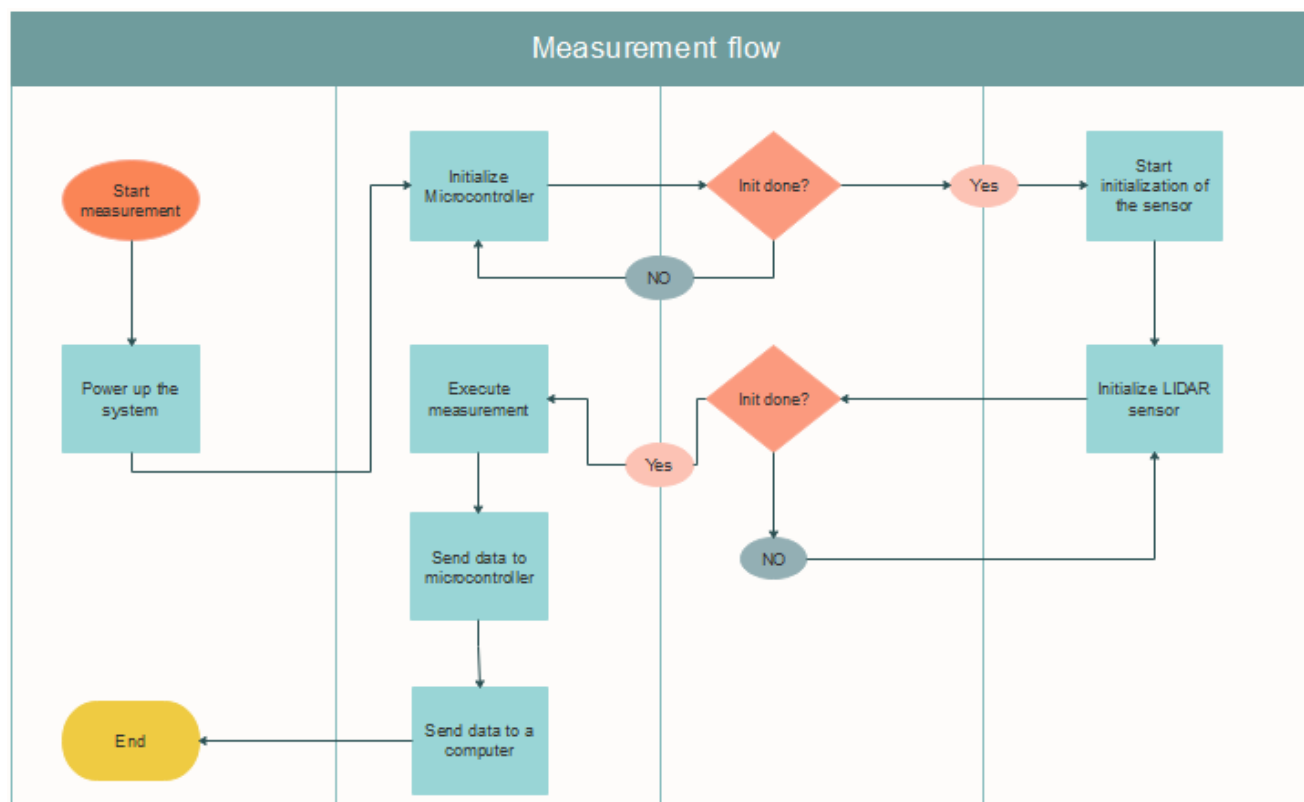 Measurement flow
Start
measurement
Initialize
Microcontroller
Init done?
Yes
Start
initialization of
the sensor
NO
Power up the
system
Execute
measurement
Init done?
Initialize LIDAR
sensor
Yes
Send data to
microcontroller
NO
End
Send data to a
computer